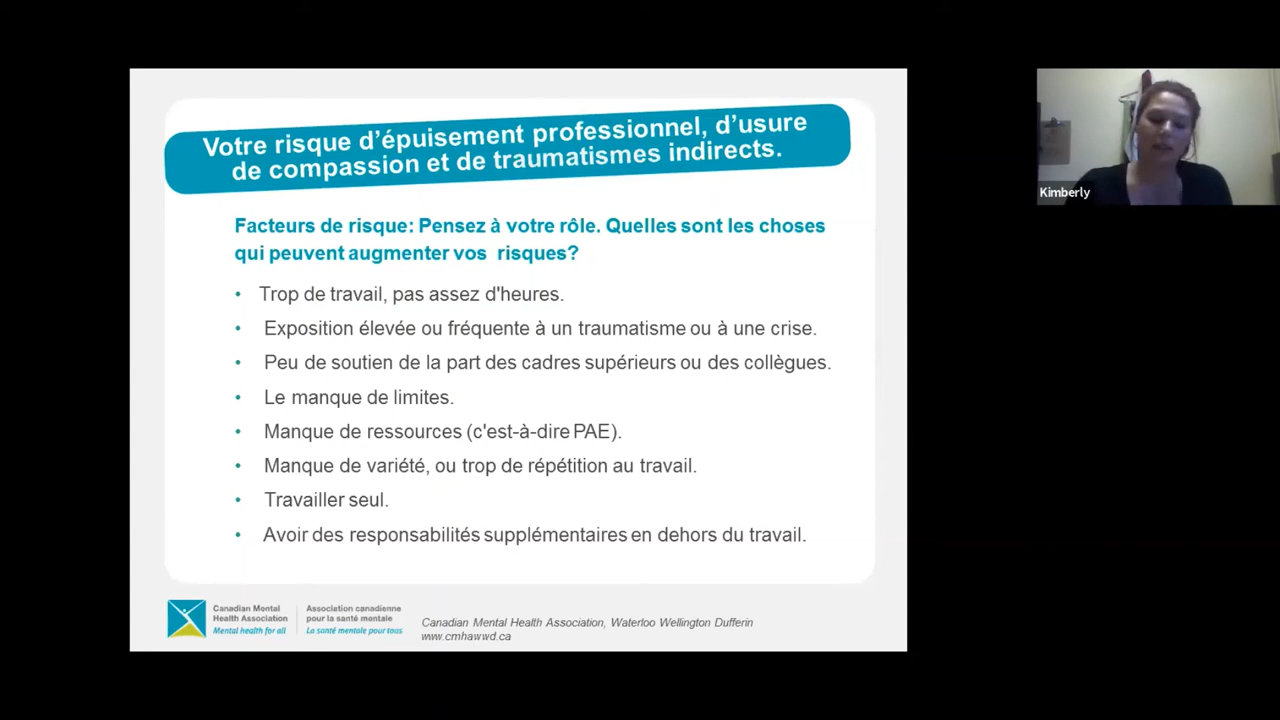 Votre risque d'épuisement professionnel, d'usure
de compassion et de traumatismes indirects.
Facteurs de risque: Pensez à votre rôle. Quelles sont les choses
qui peuvent augmenter vos risques?
• Trop de travail, pas assez d'heures.
• Exposition élevée ou fréquente à un traumatisme ou à une crise.
• Peu de soutien de la part des cadres supérieurs ou des collègues.
• Le manque de limites.
• Manque de ressources (c'est-à-dire PAE).
• Manque de variété, ou trop de répétition au travail.
• Travailler seul.
• Avoir des responsabilités supplémentaires en dehors du travail.
Canadian Mental
Health Association
Mental health for all
Association canadienne
pour la santé mentale
La santé mentale pour tous
Canadian Mental Health Association, Waterloo Wellington Dufferin
www.cmhawwd.ca
Kimberly